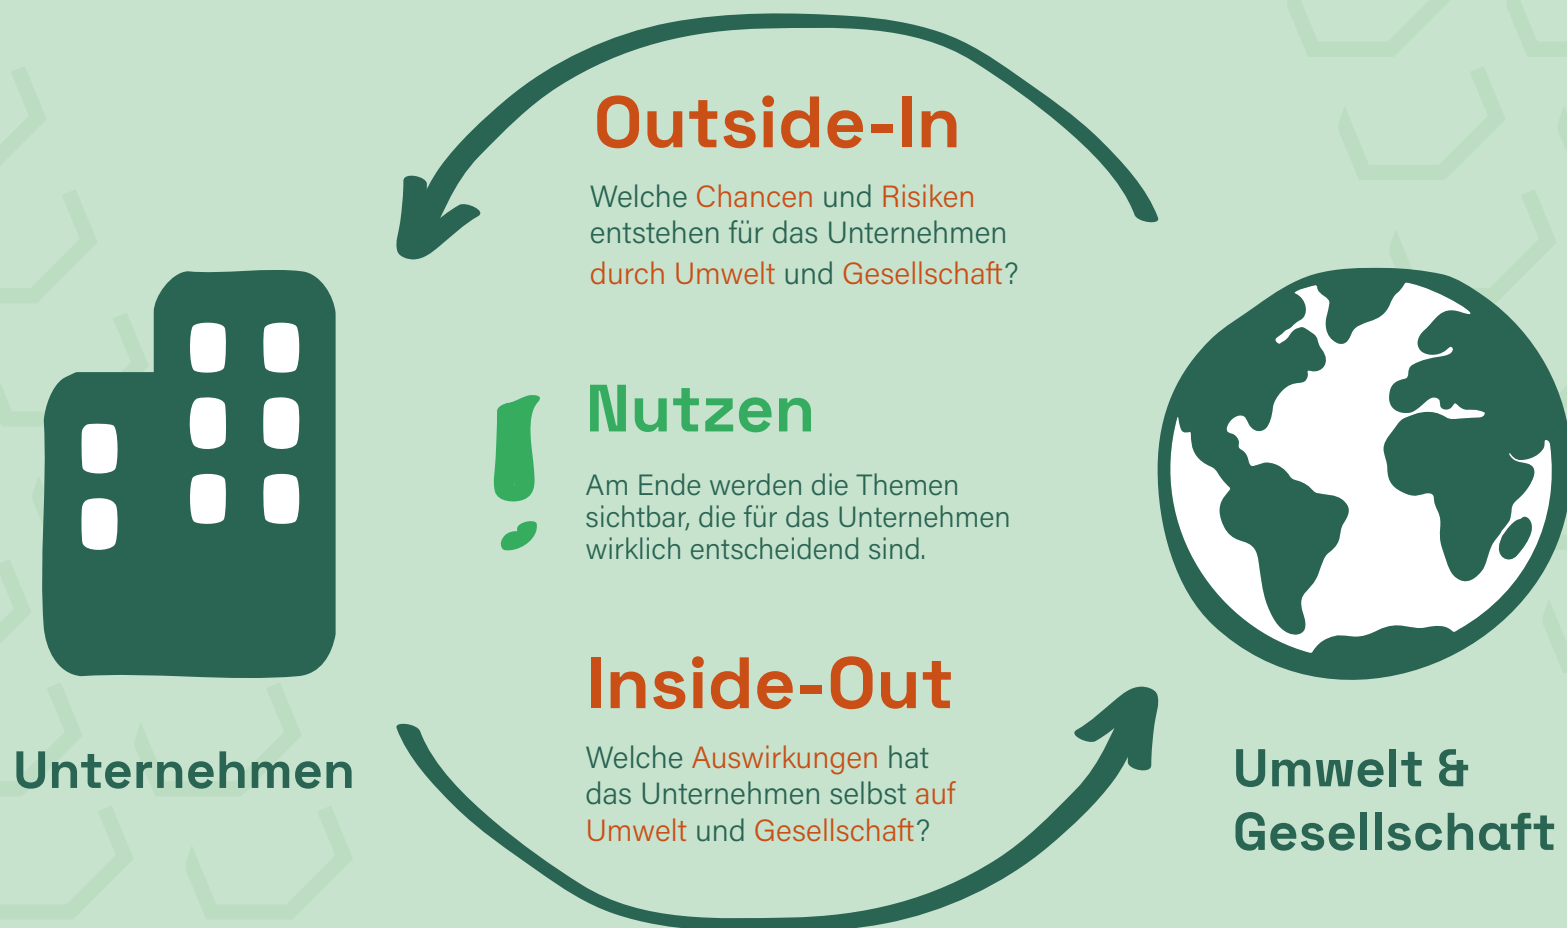 Outside-In
Welche Chancen und Risiken
entstehen für das Unternehmen
durch Umwelt und Gesellschaft?
Nutzen
Am Ende werden die Themen
sichtbar, die für das Unternehmen
wirklich entscheidend sind.
Inside-Out
Welche Auswirkungen hat
das Unternehmen selbst auf
Umwelt und Gesellschaft?
Unternehmen
Umwelt &
Gesellschaft